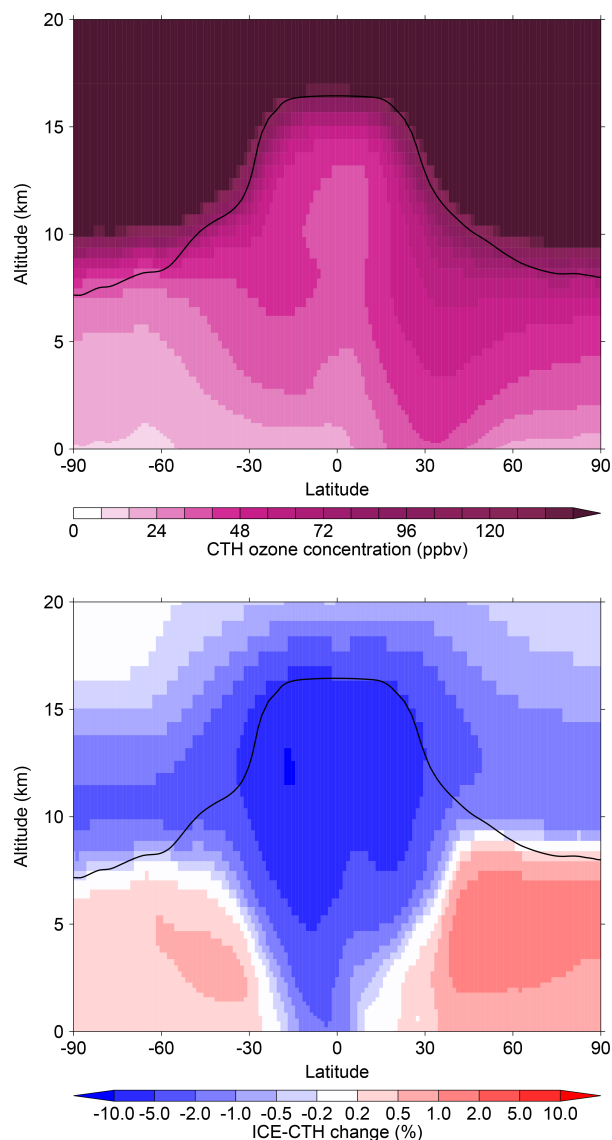 20
15
10
5
0
Altitude (km)
-90 -60 -30 0 30 60 90
Latitude
0 24 48 72 96 120
CTH ozone concentration (ppbv)
20
15
10
5
0
Altitude (km)
-90 -60 -30 0 30 60 90
Latitude
-10.0 -5.0 -2.0 -1.0 -0.5 -0.2 0.2 0.5 1.0 2.0 5.0 10.0
ICE-CTH change (%)